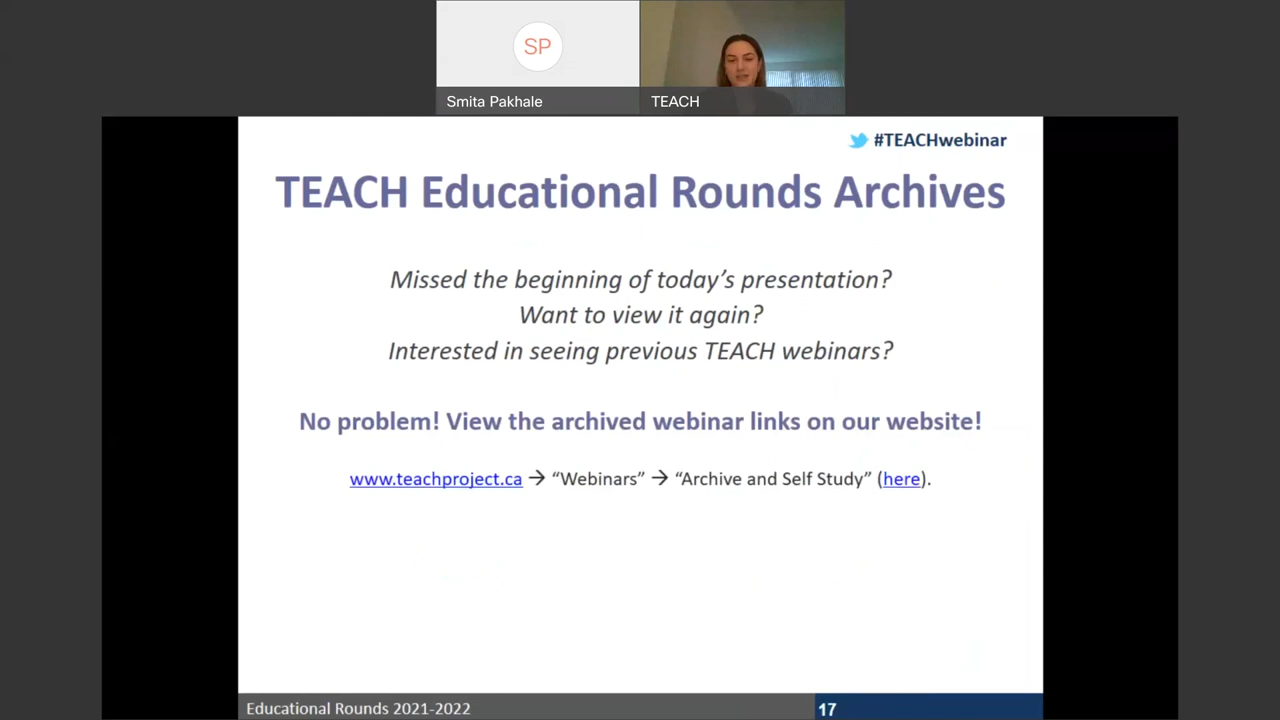 SP
Smita Pakhale
TEACH
#TEACHwebinar
TEACH Educational Rounds Archives
Missed the beginning of today’s presentation?
Want to view it again?
Interested in seeing previous TEACH webinars?
No problem! View the archived webinar links on our website!
www.teachproject.ca → “Webinars” → “Archive and Self Study” (here).
Educational Rounds 2021-2022
17